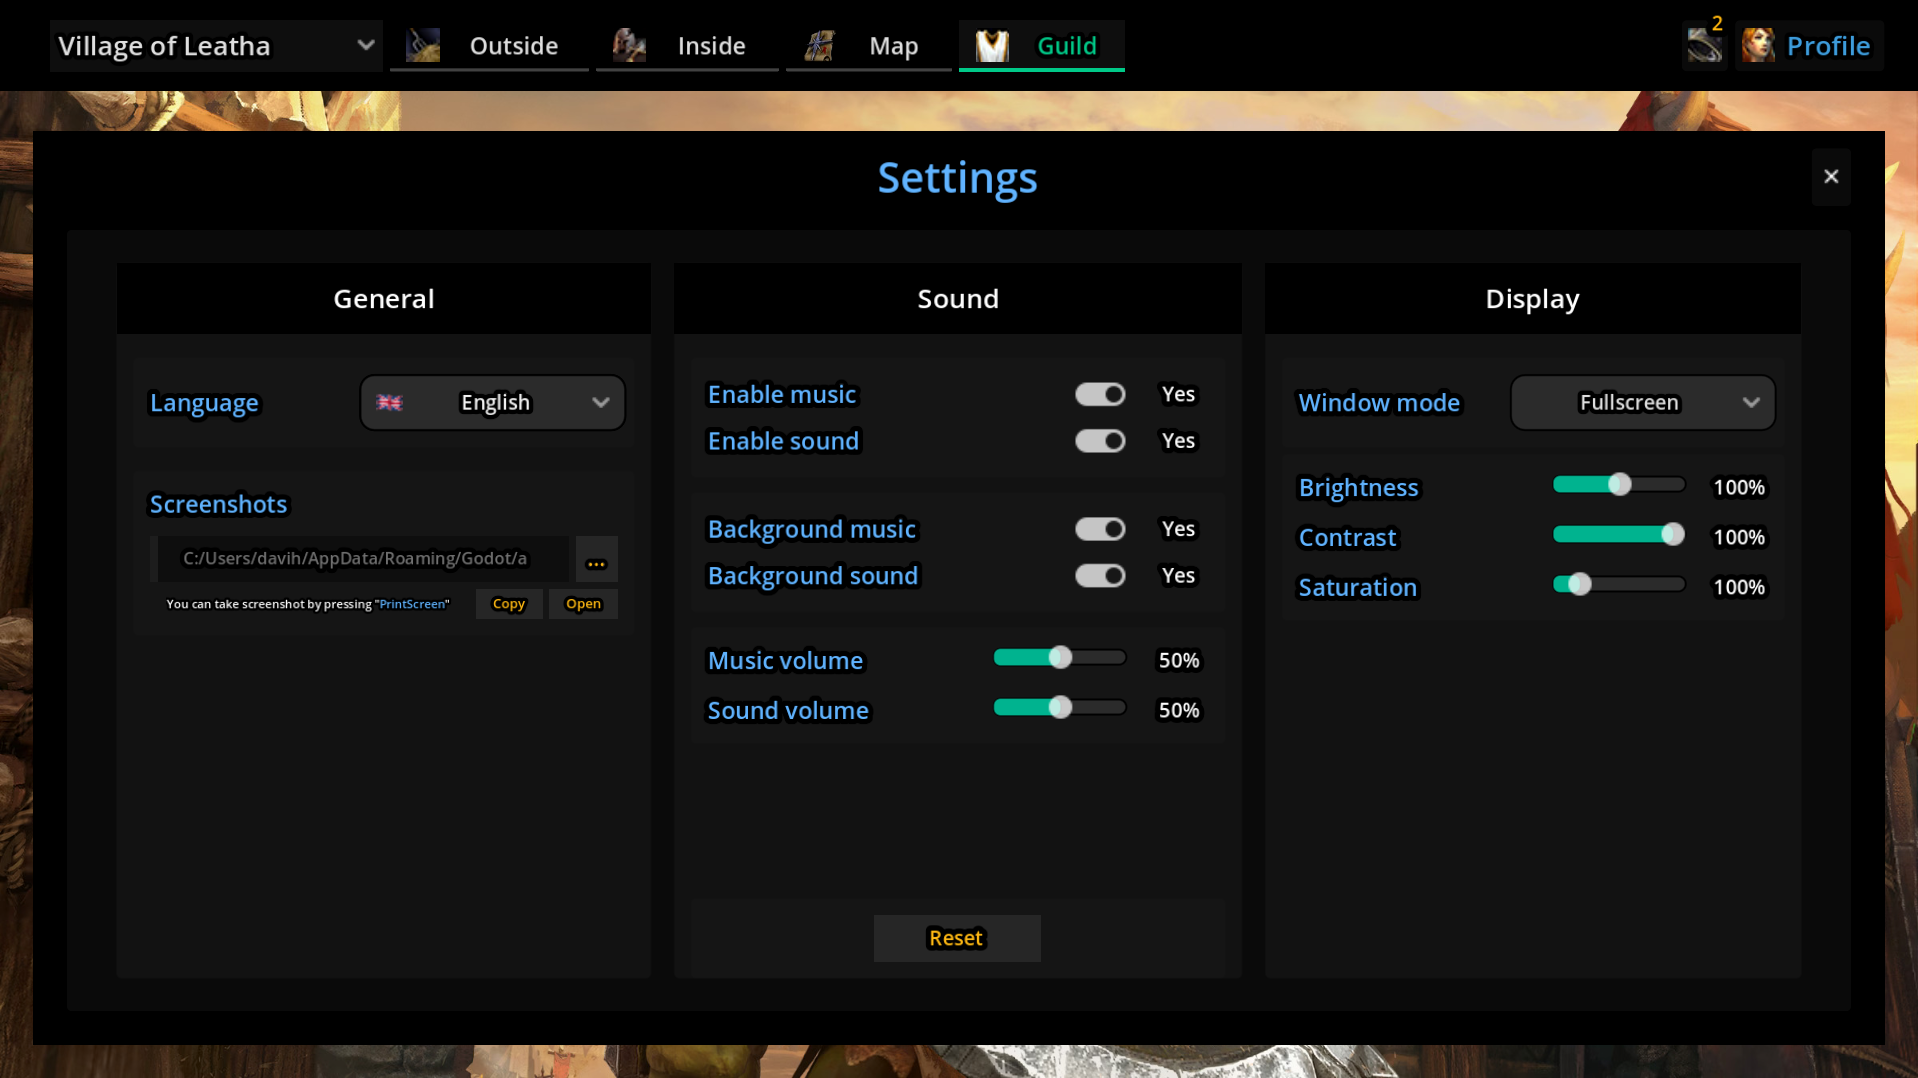 Village of Leatha
Outside
Inside
Map
Guild
2
Profile
Settings
General
Language
English
Screenshots
C:/Users/davih/AppData/Roaming/Godot/a
...
You can take screenshot by pressing "PrintScreen"
Copy
Open
Sound
Enable music
Yes
Enable sound
Yes
Background music
Yes
Background sound
Yes
Music volume
50%
Sound volume
50%
Reset
Display
Window mode
Fullscreen
Brightness
100%
Contrast
100%
Saturation
100%